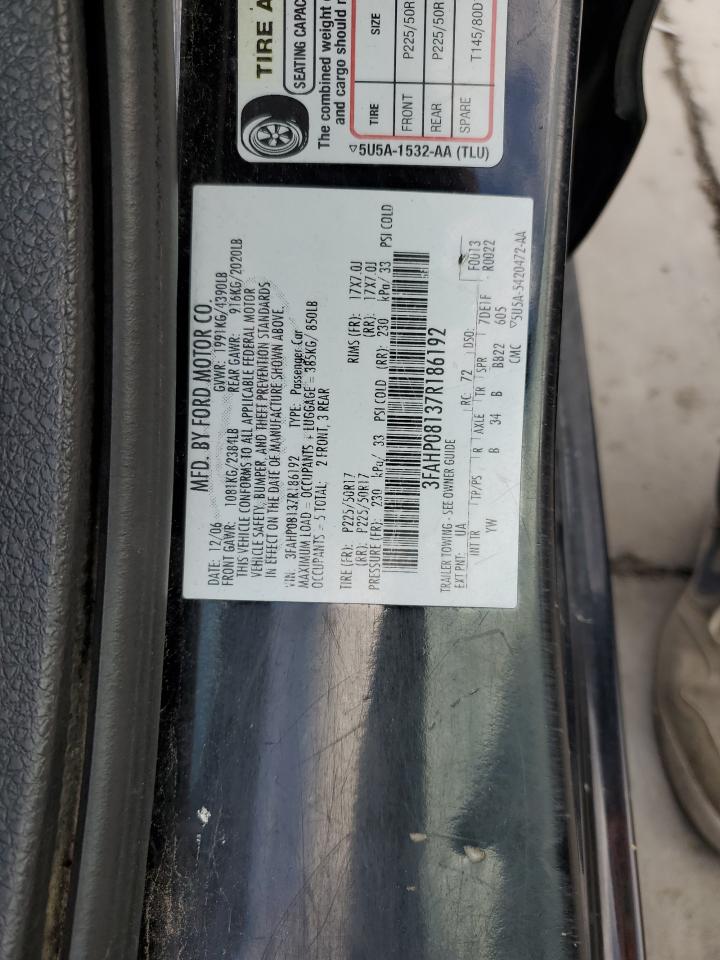 TIRE A
SEATING CAPAC
The combined weight
and cargo should
TIRE SIZE
FRONT P225/50R
REAR P225/50R
SPARE T145/80D
5U5A-1532-AA (TLU)
MFD. BY FORD MOTOR CO.
DATE: 12/06 GVWR: 1991KG/4390LB
FRONT GAWR: 1081KG/2384LB REAR GAWR: 916KG/2020LB
THIS VEHICLE CONFORMS TO ALL APPLICABLE FEDERAL MOTOR
VEHICLE SAFETY, BUMPER, AND THEFT PREVENTION STANDARDS
IN EFFECT ON THE DATE OF MANUFACTURE SHOWN ABOVE.
VIN: 3FAHP08137R186192 TYPE: Passenger Car
MAXIMUM LOAD = OCCUPANTS + LUGGAGE = 385KG/ 850LB
OCCUPANTS = 5 TOTAL: 2 FRONT, 3 REAR
TIRE (FR): P225/50R17 RIMS (FR): 17X7.0J
(RR): P225/50R17 (RR): 17X7.0J
PRESSURE (FR): 230 kPa/ 33 PSI COLD (RR): 230 kPa/ 33 PSI COLD
3FAHP08137R186192
TRAILER TOWING - SEE OWNER GUIDE
EXT PNT: UA RC: 72 DSO: F0U13
INT TR TP/PS R AXLE TR SPR 7DE1F R0022
YW B 34 B BB22 605
CMC 5U5A-5420472-AA